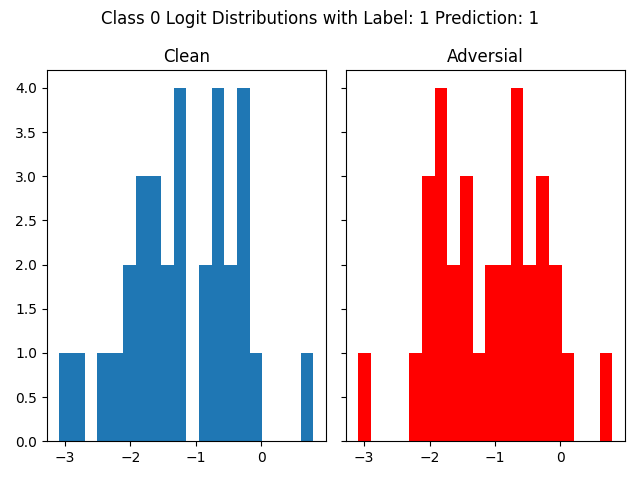 Class 0 Logit Distributions with Label: 1 Prediction: 1
Clean
Adversial
4.0
3.5
3.0
2.5
2.0
1.5
1.0
0.5
0.0
−3 −2 −1 0
−3 −2 −1 0